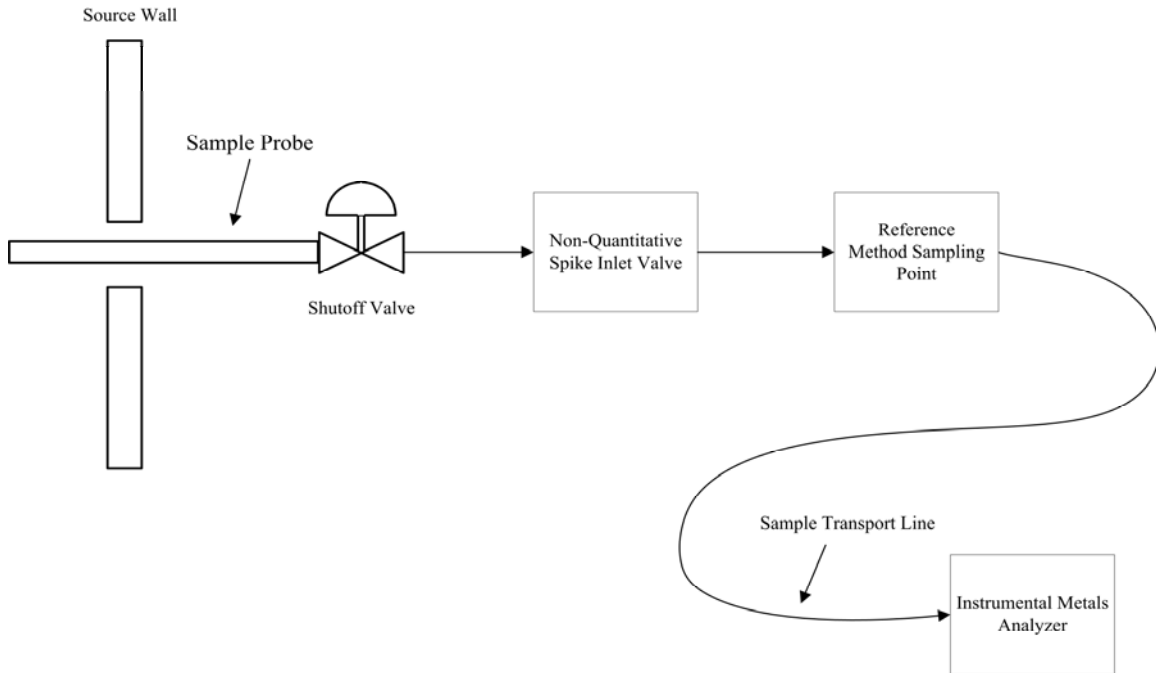 Source Wall
Sample Probe
Shutoff Valve
Non-Quantitative
Spike Inlet Valve
Reference
Method Sampling
Point
Sample Transport Line
Instrumental Metals
Analyzer